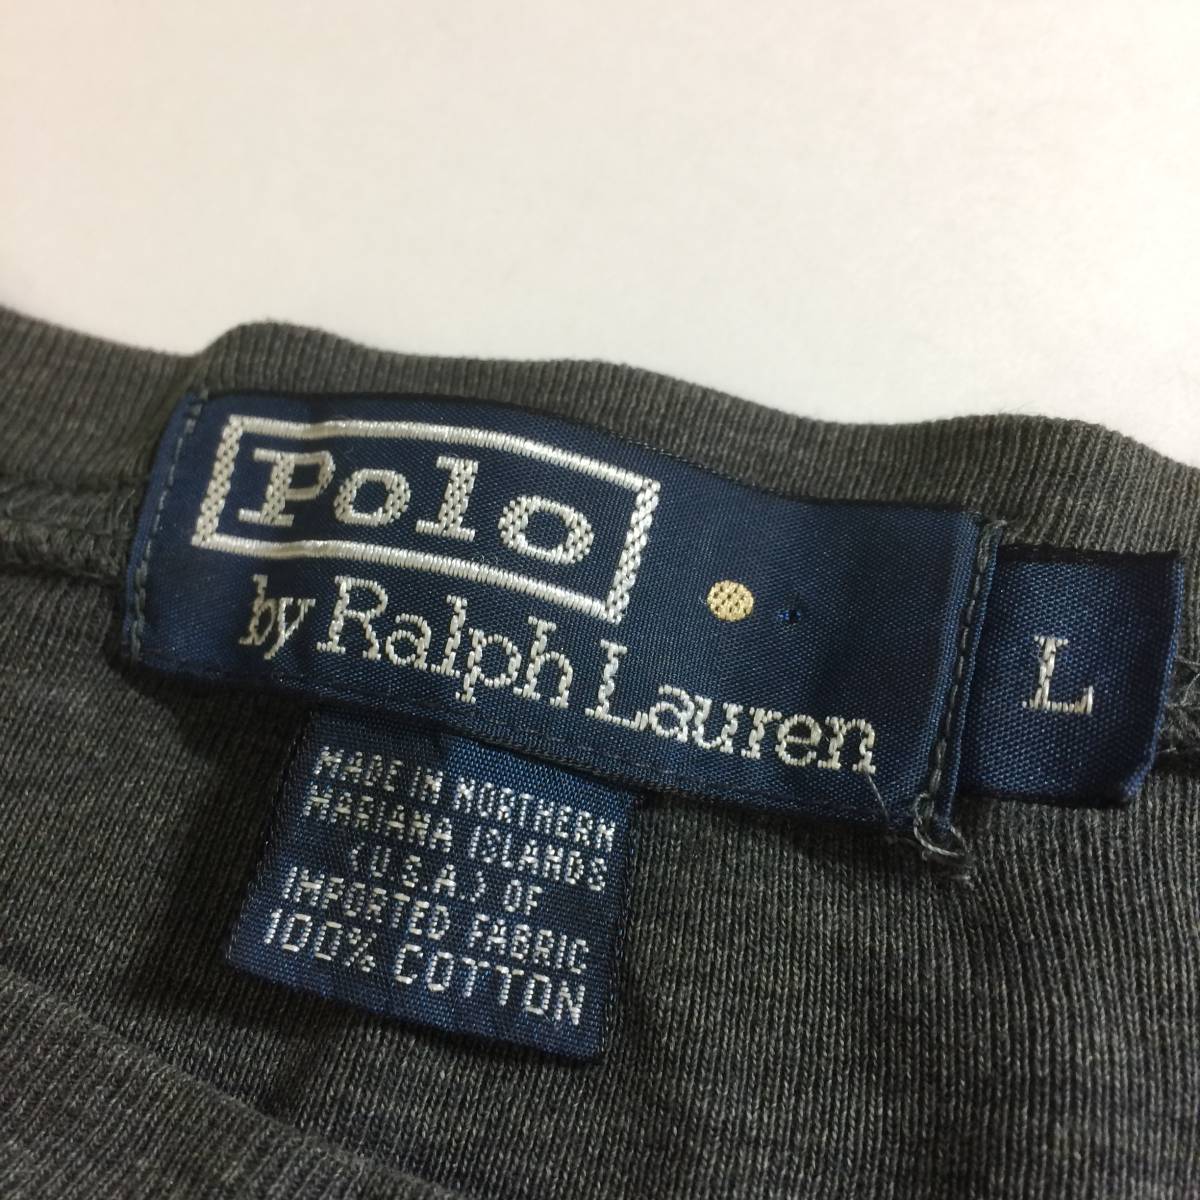 Polo
by Ralph Lauren
L
MADE IN NORTHERN
MARIANA ISLANDS
(U.S.A.) OF
IMPORTED FABRIC
100% COTTON